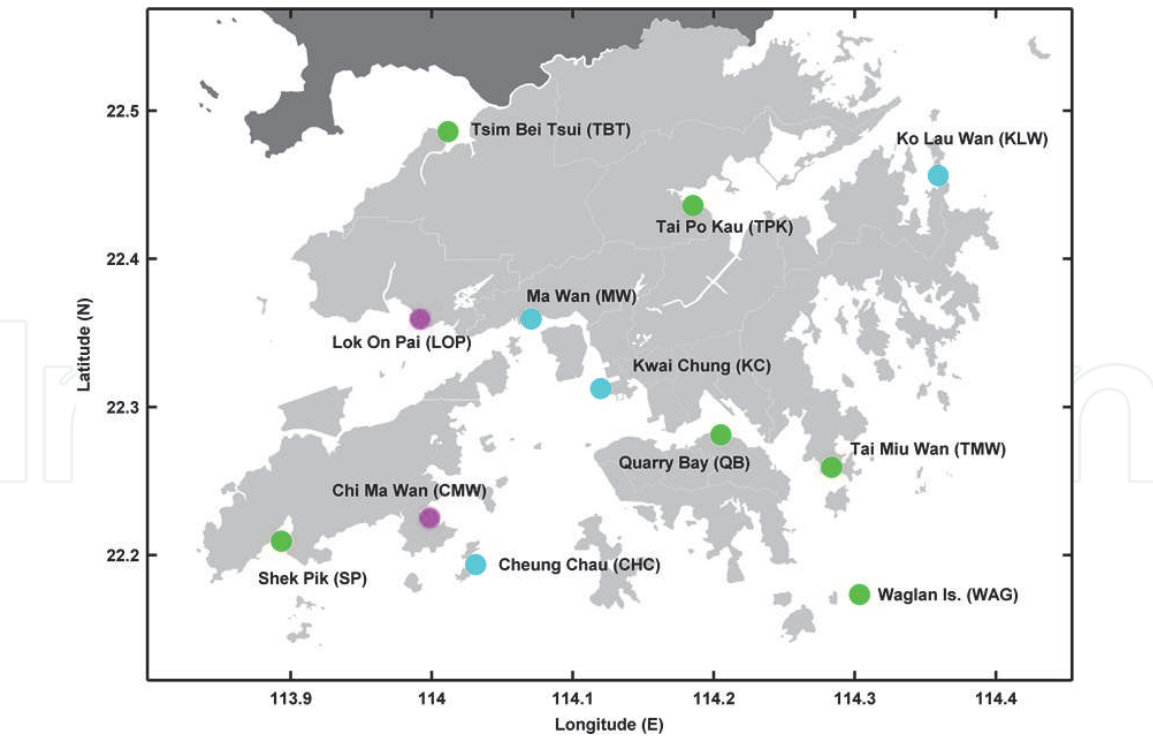 22.5
Tsim Bei Tsui (TBT)
Ko Lau Wan (KLW)
Tai Po Kau (TPK)
22.4
Ma Wan (MW)
Lok On Pai (LOP)
Kwai Chung (KC)
Latitude (N)
22.3
Tai Miu Wan (TMW)
Quarry Bay (QB)
Chi Ma Wan (CMW)
22.2
Cheung Chau (CHC)
Shek Pik (SP)
Waglan Is. (WAG)
113.9 114 114.1 114.2 114.3 114.4
Longitude (E)